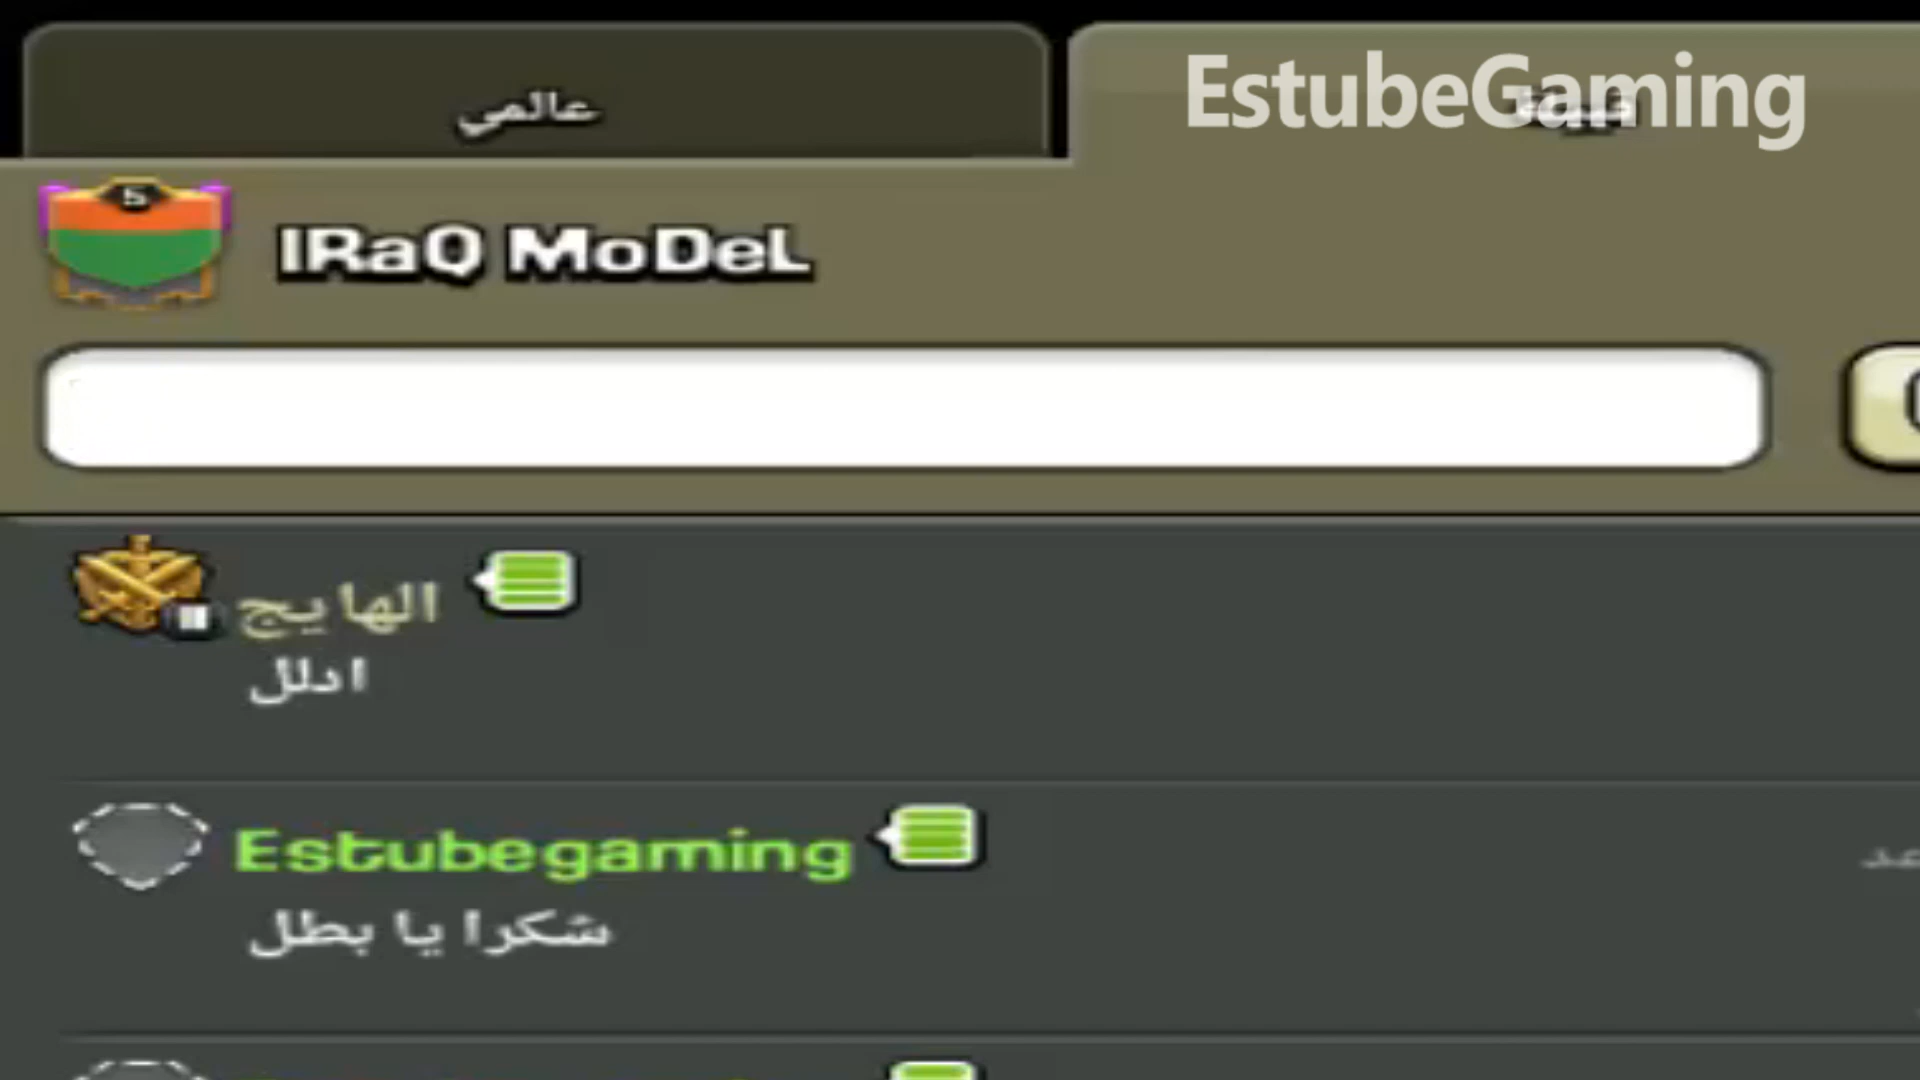 عالمي
EstubeGaming
5
IRaQ MoDeL
الهايج
ادلل
Estubegaming
شكرا يا بطل